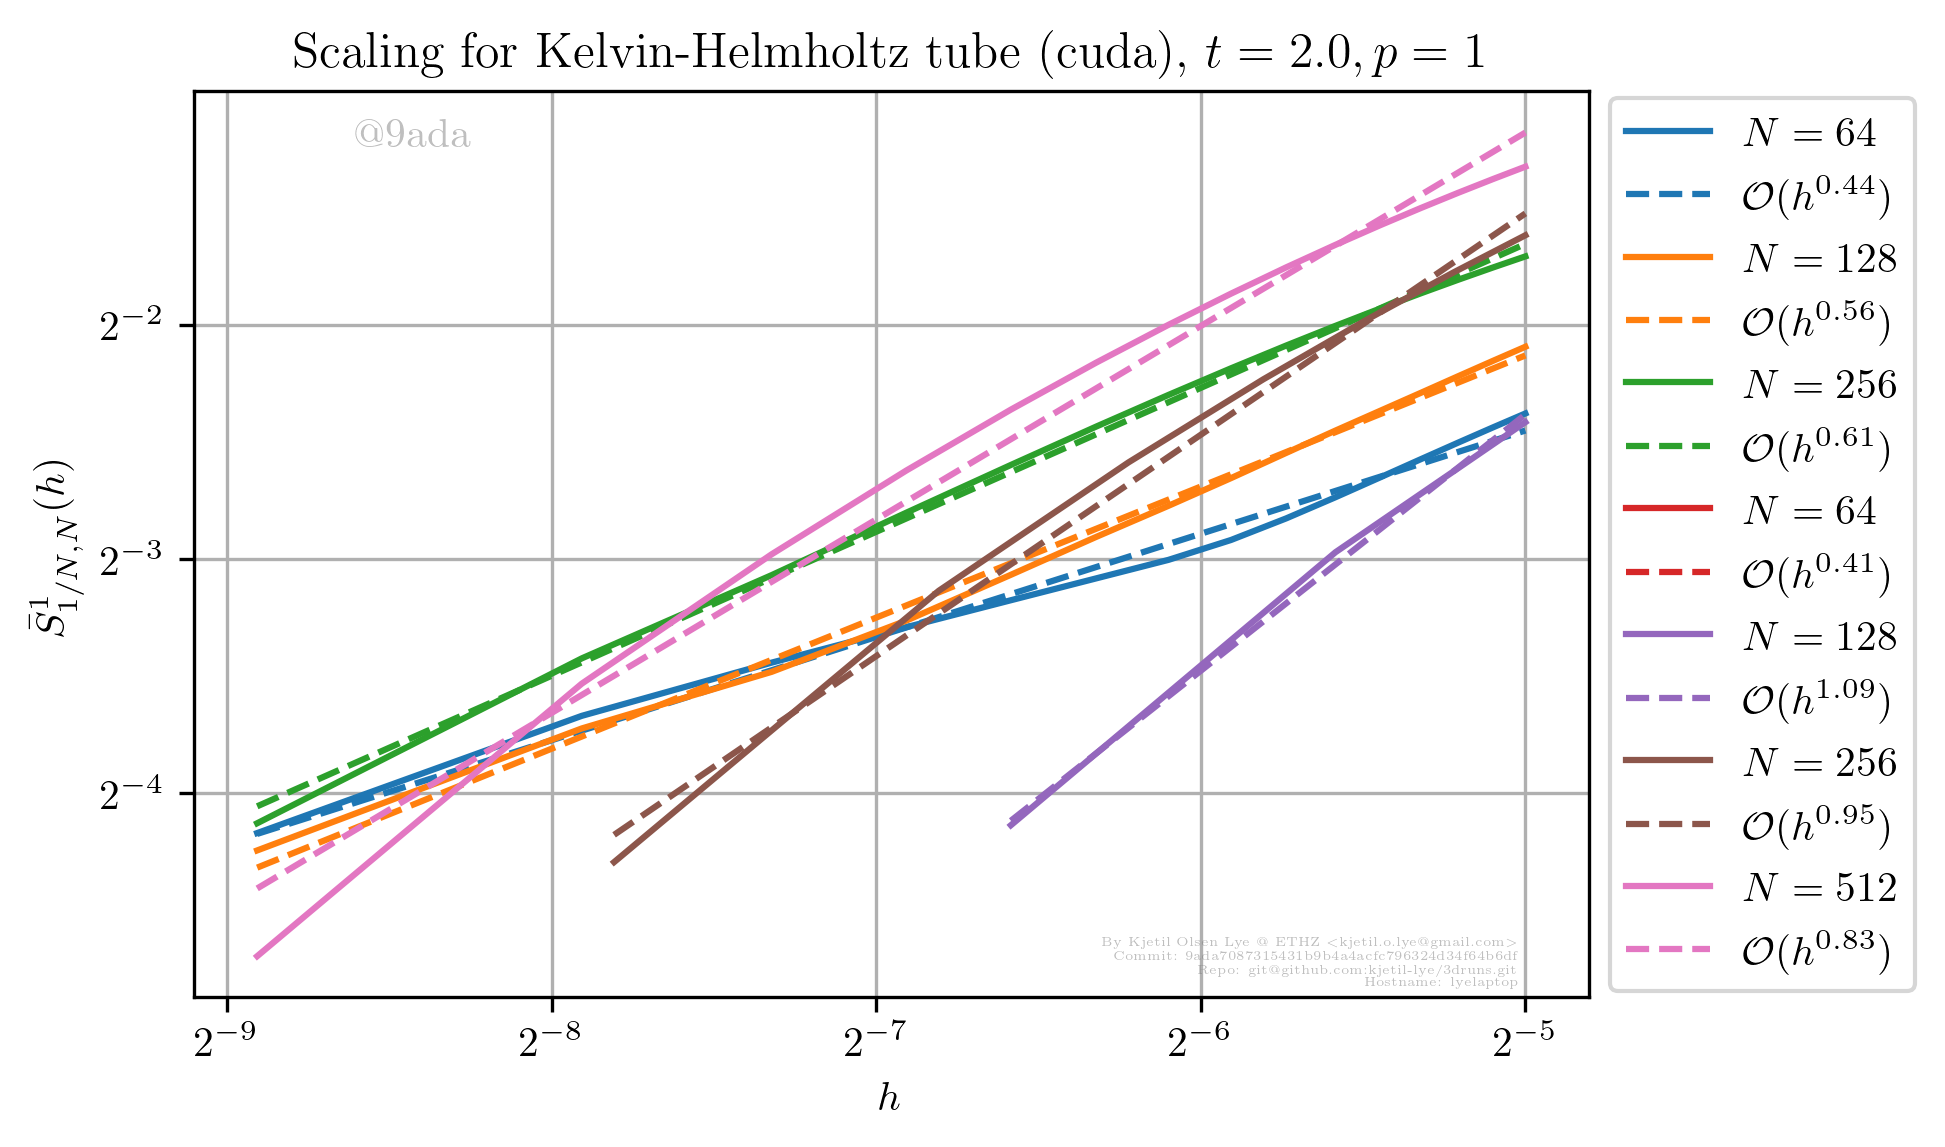 Scaling for Kelvin-Helmholtz tube (cuda), t = 2.0, p = 1
@9ada
N = 64
𝒪(h^0.44)
N = 128
𝒪(h^0.56)
N = 256
𝒪(h^0.61)
N = 64
𝒪(h^0.41)
N = 128
𝒪(h^1.09)
N = 256
𝒪(h^0.95)
N = 512
𝒪(h^0.83)
2^−2
2^−3
2^−4
S̄^1_{1/N,N}(h)
By Kjetil Olsen Lye @ ETHZ <kjetil.o.lye@gmail.com>
Commit: 9ada7087315431b9b4a4acfc796324d34f64b6df
Repo: git@github.com:kjetil-lye/3druns.git
Hostname: lyelaptop
2^−9 2^−8 2^−7 2^−6 2^−5
h